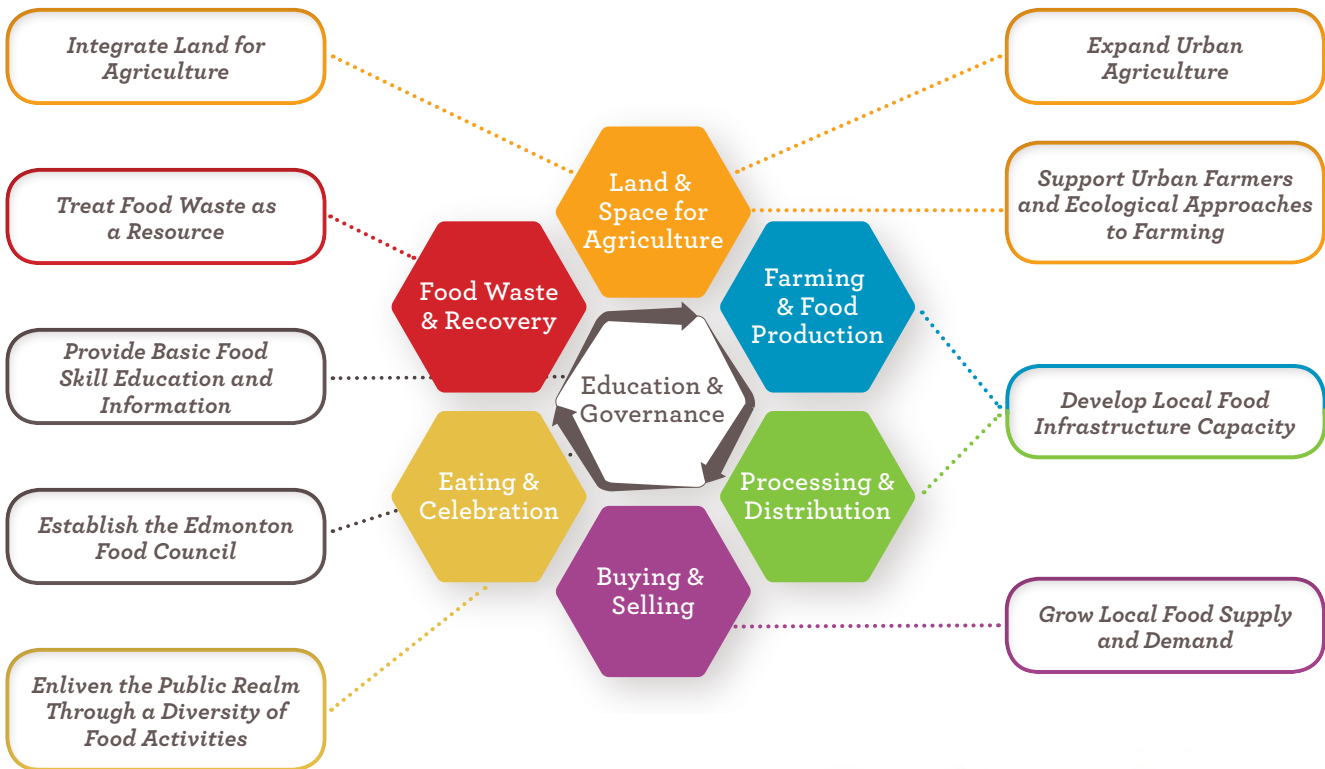 Integrate Land for
Agriculture
Expand Urban
Agriculture
Treat Food Waste as
a Resource
Support Urban Farmers
and Ecological Approaches
to Farming
Land &
Space for
Agriculture
Food Waste
& Recovery
Farming
& Food
Production
Provide Basic Food
Skill Education and
Information
Education &
Governance
Develop Local Food
Infrastructure Capacity
Eating &
Celebration
Processing &
Distribution
Establish the Edmonton
Food Council
Buying &
Selling
Grow Local Food Supply
and Demand
Enliven the Public Realm
Through a Diversity of
Food Activities